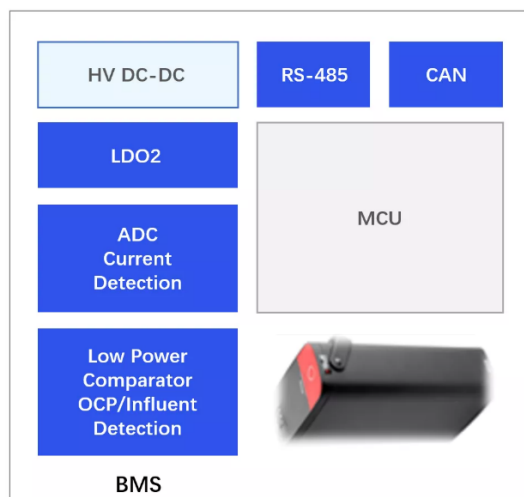 HV DC-DC
RS-485
CAN
LDO2
MCU
ADC
Current
Detection
Low Power
Comparator
OCP/Influent
Detection
BMS